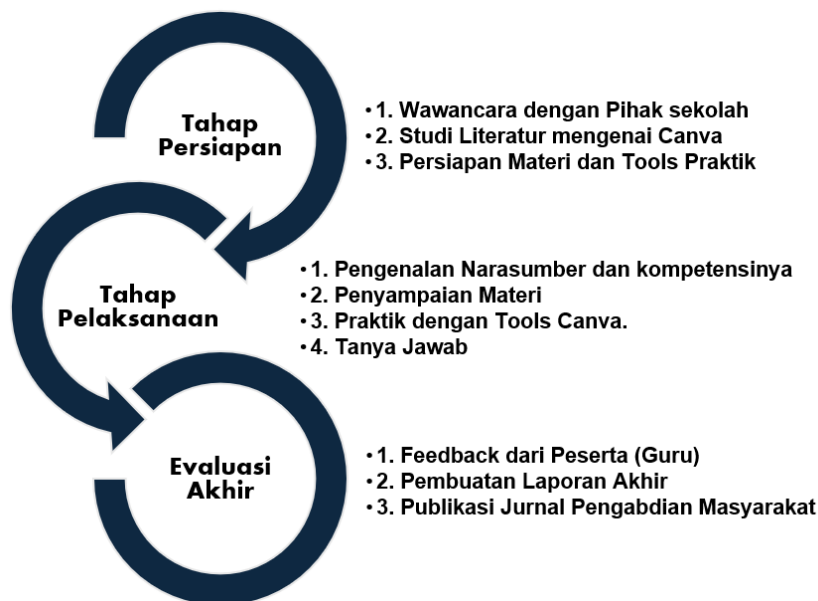 Tahap
Persiapan
• 1. Wawancara dengan Pihak sekolah
• 2. Studi Literatur mengenai Canva
• 3. Persiapan Materi dan Tools Praktik
Tahap
Pelaksanaan
• 1. Pengenalan Narasumber dan kompetensinya
• 2. Penyampaian Materi
• 3. Praktik dengan Tools Canva.
• 4. Tanya Jawab
Evaluasi
Akhir
• 1. Feedback dari Peserta (Guru)
• 2. Pembuatan Laporan Akhir
• 3. Publikasi Jurnal Pengabdian Masyarakat